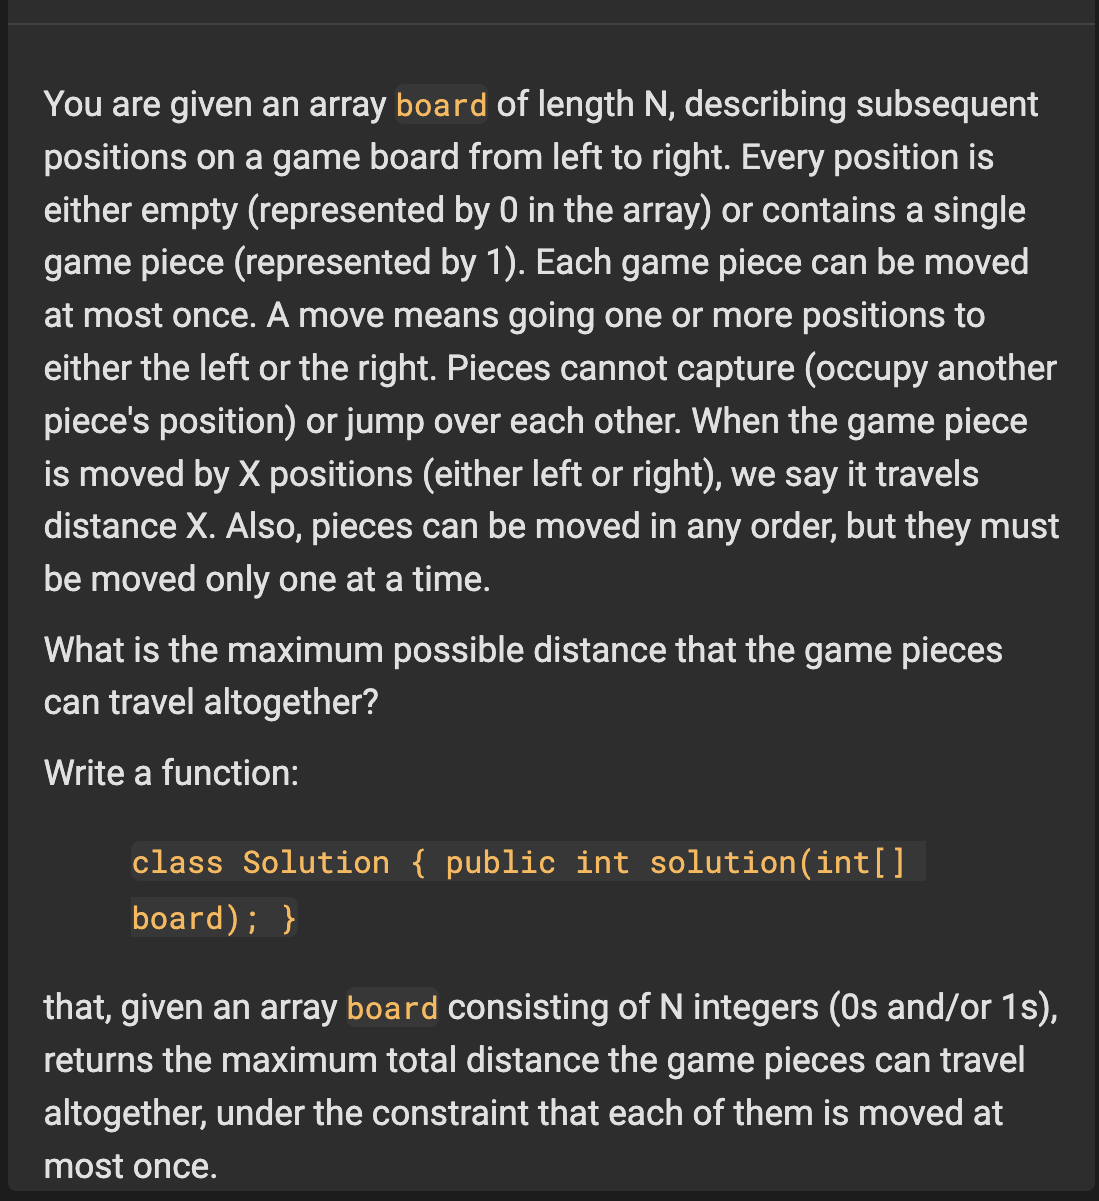 You are given an array board of length N, describing subsequent
positions on a game board from left to right. Every position is
either empty (represented by 0 in the array) or contains a single
game piece (represented by 1). Each game piece can be moved
at most once. A move means going one or more positions to
either the left or the right. Pieces cannot capture (occupy another
piece's position) or jump over each other. When the game piece
is moved by X positions (either left or right), we say it travels
distance X. Also, pieces can be moved in any order, but they must
be moved only one at a time.
What is the maximum possible distance that the game pieces
can travel altogether?
Write a function:
class Solution { public int solution(int[]
board); }
that, given an array board consisting of N integers (0s and/or 1s),
returns the maximum total distance the game pieces can travel
altogether, under the constraint that each of them is moved at
most once.